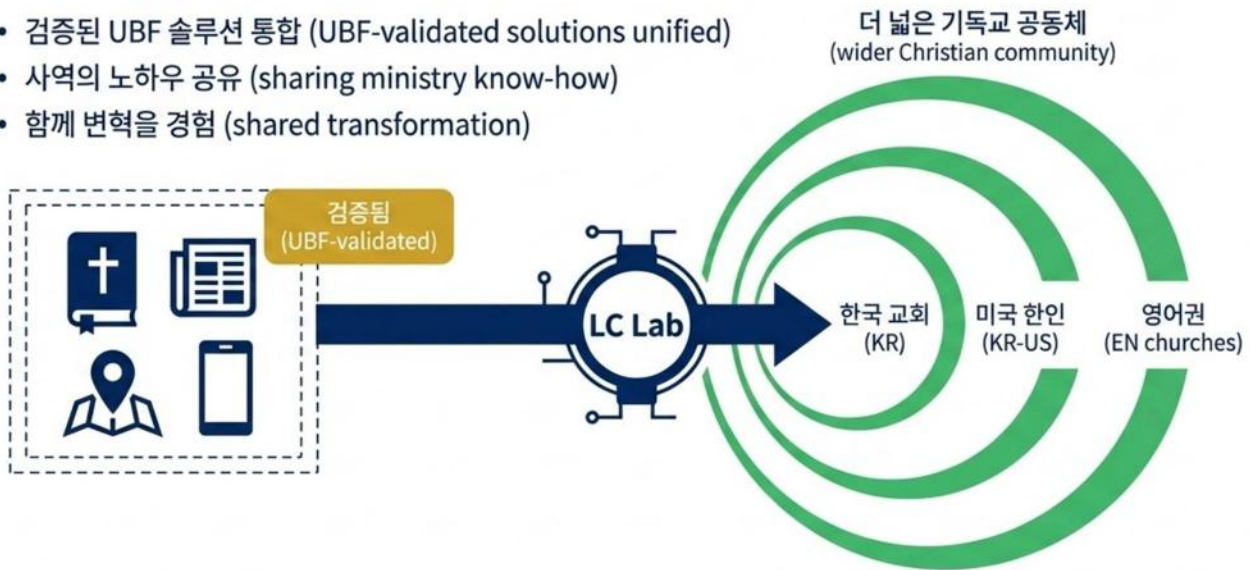 • 검증된 UBF 솔루션 통합 (UBF-validated solutions unified)
• 사역의 노하우 공유 (sharing ministry know-how)
• 함께 변혁을 경험 (shared transformation)
더 넓은 기독교 공동체
(wider Christian community)
검증됨
(UBF-validated)
LC Lab
한국 교회
(KR)
미국 한인
(KR-US)
영어권
(EN churches)